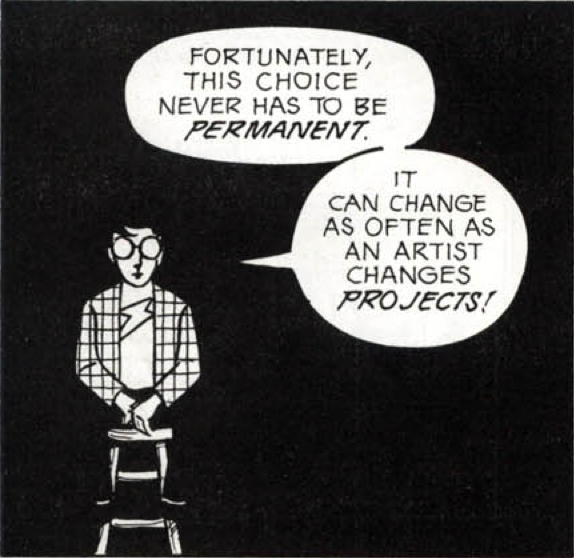 FORTUNATELY,
THIS CHOICE
NEVER HAS TO BE
PERMANENT.
IT
CAN CHANGE
AS OFTEN AS
AN ARTIST
CHANGES
PROJECTS!